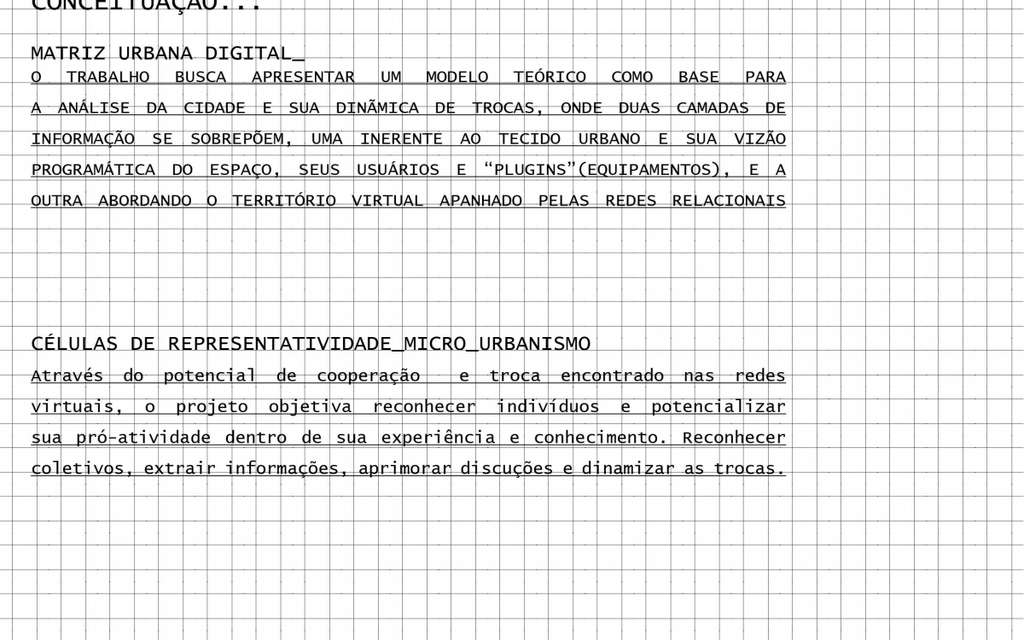 CONCEITUAÇÃO...
MATRIZ URBANA DIGITAL_
O TRABALHO BUSCA APRESENTAR UM MODELO TEÓRICO COMO BASE PARA
A ANÁLISE DA CIDADE E SUA DINÃMICA DE TROCAS, ONDE DUAS CAMADAS DE
INFORMAÇÃO SE SOBREPÕEM, UMA INERENTE AO TECIDO URBANO E SUA VIZÃO
PROGRAMÁTICA DO ESPAÇO, SEUS USUÁRIOS E “PLUGINS”(EQUIPAMENTOS), E A
OUTRA ABORDANDO O TERRITÓRIO VIRTUAL APANHADO PELAS REDES RELACIONAIS
CÉLULAS DE REPRESENTATIVIDADE_MICRO_URBANISMO
Através do potencial de cooperação e troca encontrado nas redes
virtuais, o projeto objetiva reconhecer indivíduos e potencializar
sua pró-atividade dentro de sua experiência e conhecimento. Reconhecer
coletivos, extrair informações, aprimorar discuções e dinamizar as trocas.